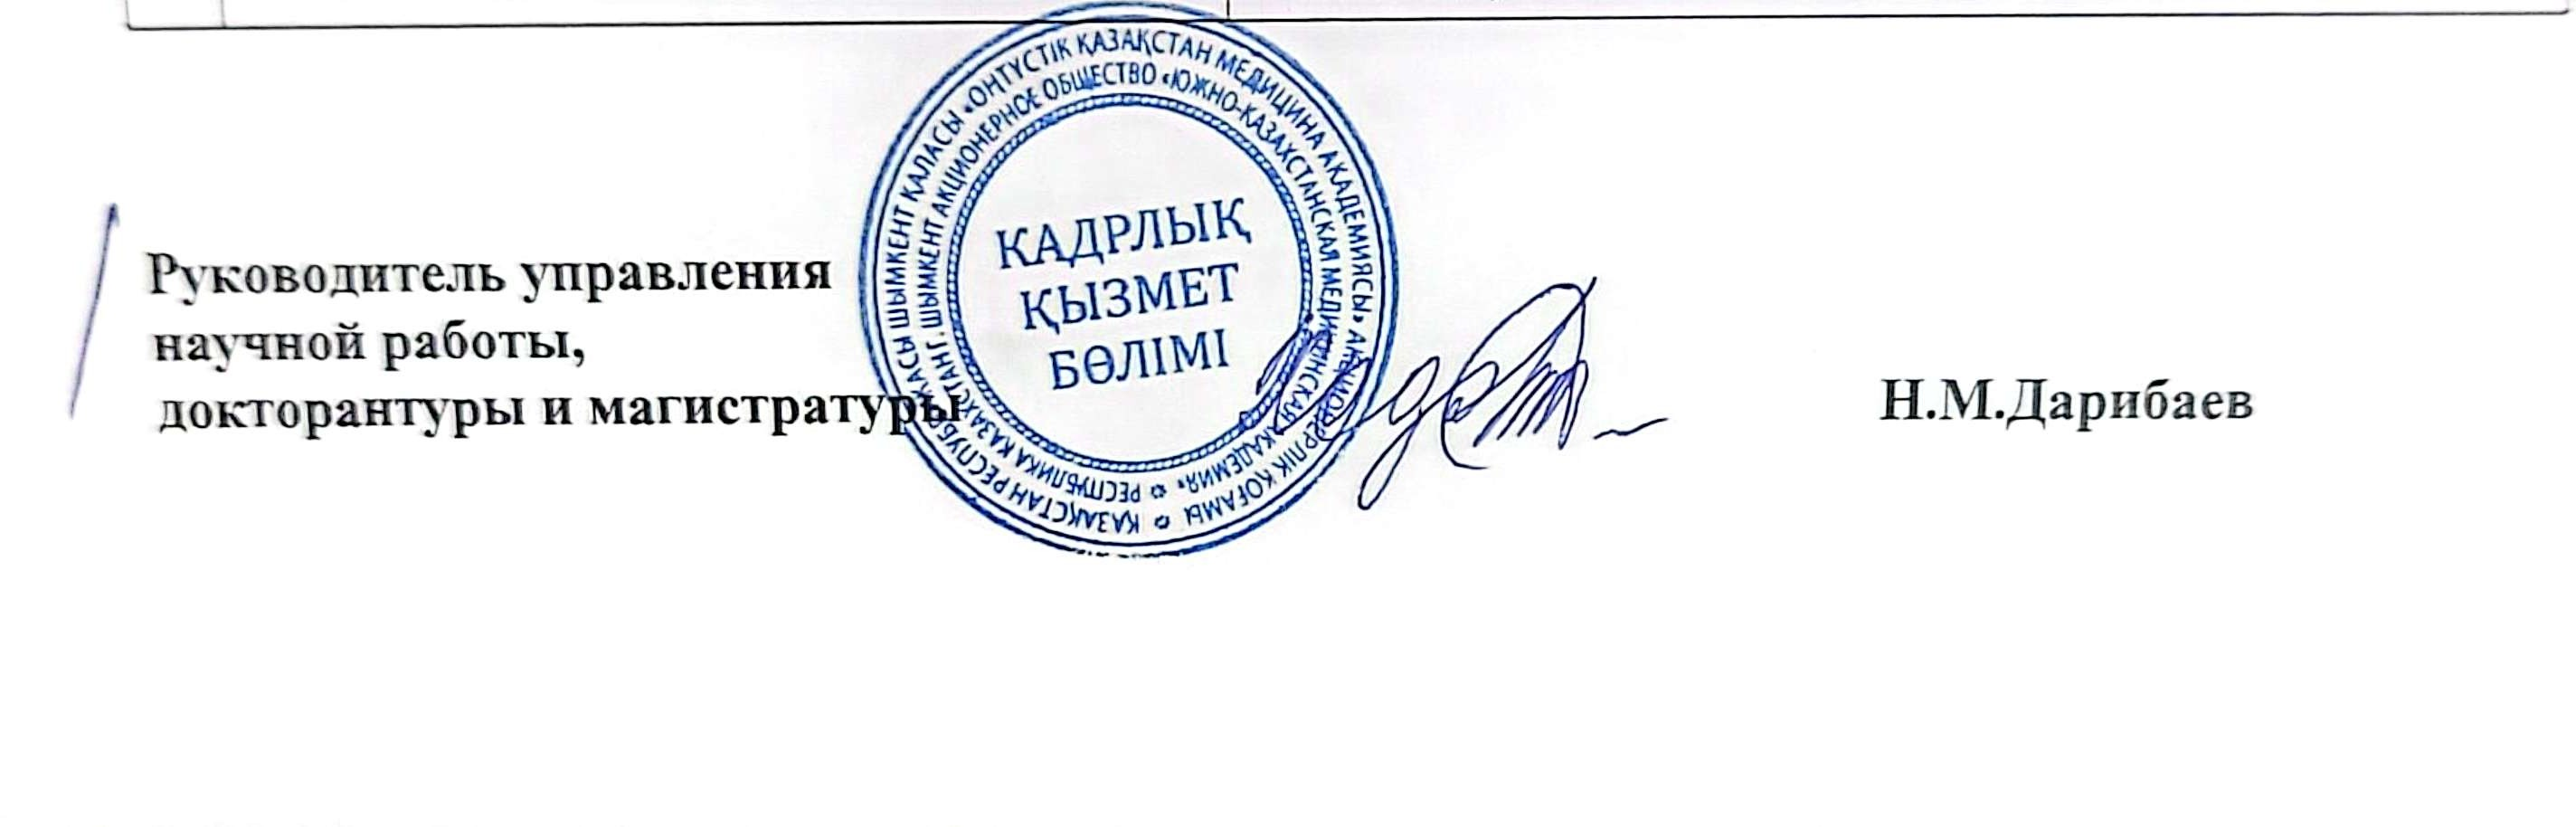 ҚАЗАҚСТАН РЕСПУБЛИКАСЫ ШЫМКЕНТ ҚАЛАСЫ «ОҢТҮСТІК ҚАЗАҚСТАН МЕДИЦИНА АКАДЕМИЯСЫ» АКЦИОНЕРЛІК ҚОҒАМЫ
РЕСПУБЛИКА КАЗАХСТАН Г. ШЫМКЕНТ АКЦИОНЕРНОЕ ОБЩЕСТВО «ЮЖНО-КАЗАХСТАНСКАЯ МЕДИЦИНСКАЯ АКАДЕМИЯ»
КАДРЛЫҚ
ҚЫЗМЕТ
БӨЛІМІ
Руководитель управления
научной работы,
докторантуры и магистратуры
Н.М.Дарибаев